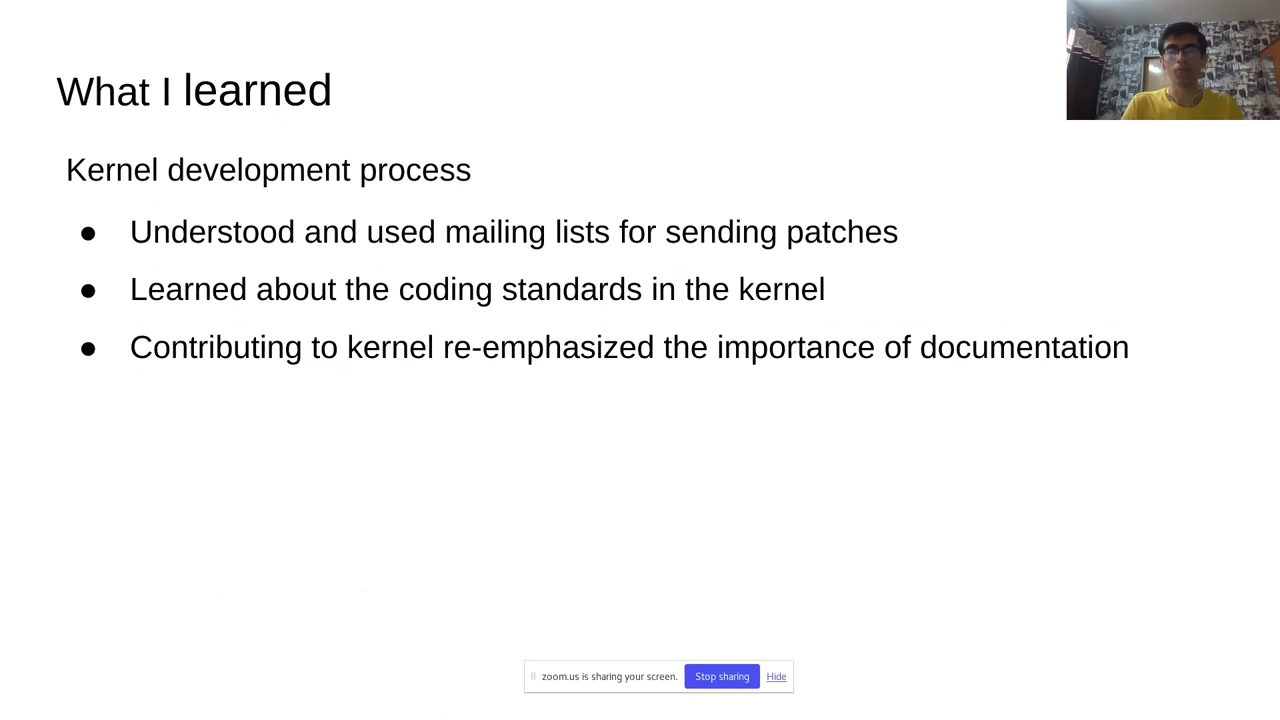 What I learned
Kernel development process
● Understood and used mailing lists for sending patches
● Learned about the coding standards in the kernel
● Contributing to kernel re-emphasized the importance of documentation
zoom.us is sharing your screen. Stop sharing Hide